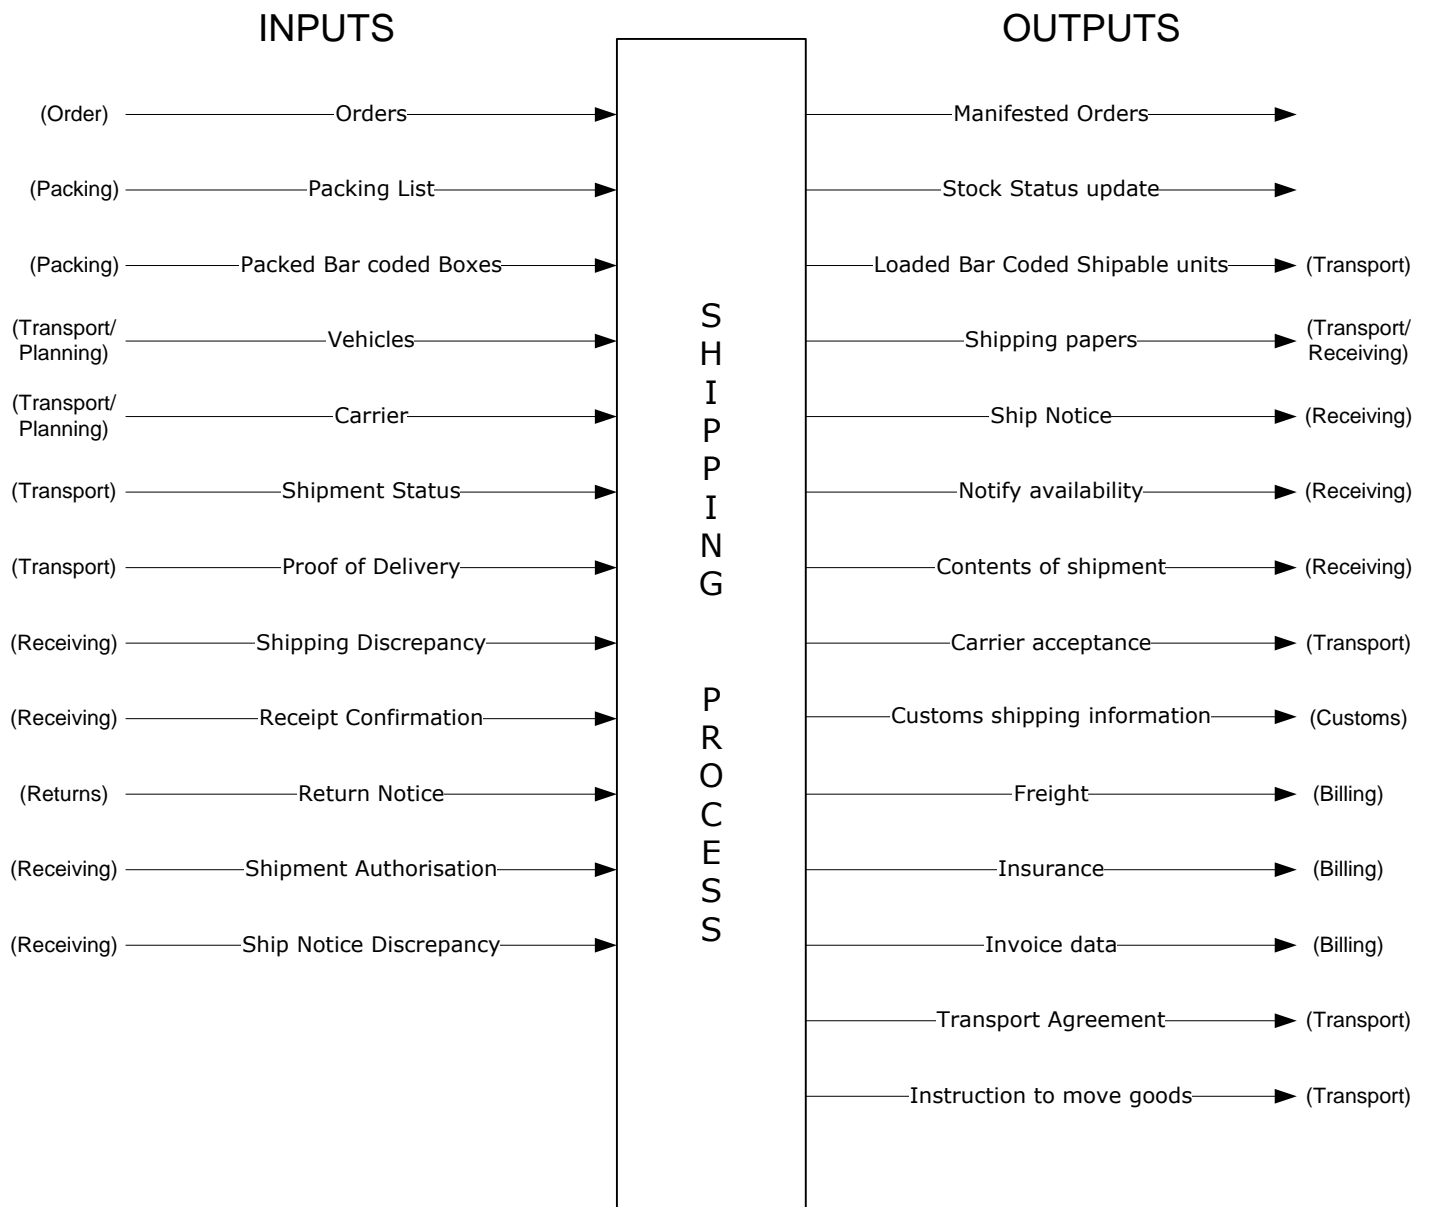 INPUTS
OUTPUTS
(Order) Orders
Manifested Orders
(Packing) Packing List
Stock Status update
(Packing) Packed Bar coded Boxes
Loaded Bar Coded Shipable units (Transport)
(Transport/
Planning) Vehicles
Shipping papers (Transport/
Receiving)
(Transport/
Planning) Carrier
Ship Notice (Receiving)
(Transport) Shipment Status
Notify availability (Receiving)
(Transport) Proof of Delivery
Contents of shipment (Receiving)
(Receiving) Shipping Discrepancy
Carrier acceptance (Transport)
(Receiving) Receipt Confirmation
Customs shipping information (Customs)
(Returns) Return Notice
Freight (Billing)
(Receiving) Shipment Authorisation
Insurance (Billing)
(Receiving) Ship Notice Discrepancy
Invoice data (Billing)
Transport Agreement (Transport)
Instruction to move goods (Transport)
SHIPPING PROCESS